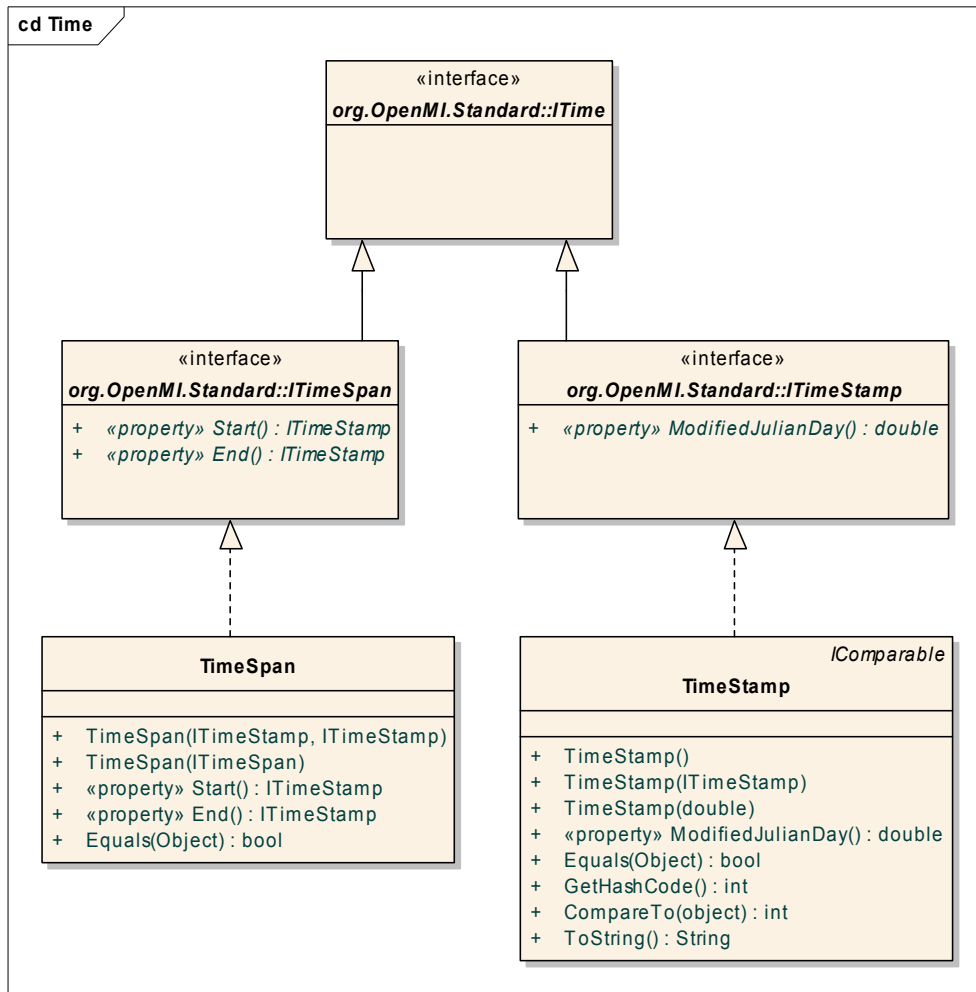 cd Time
«interface»
org.OpenMI.Standard::ITime
«interface»
org.OpenMI.Standard::ITimeSpan
+ «property» Start() : ITimeStamp
+ «property» End() : ITimeStamp
«interface»
org.OpenMI.Standard::ITimeStamp
+ «property» ModifiedJulianDay() : double
TimeSpan
+ TimeSpan(ITimeStamp, ITimeStamp)
+ TimeSpan(ITimeSpan)
+ «property» Start() : ITimeStamp
+ «property» End() : ITimeStamp
+ Equals(Object) : bool
IComparable
TimeStamp
+ TimeStamp()
+ TimeStamp(ITimeStamp)
+ TimeStamp(double)
+ «property» ModifiedJulianDay() : double
+ Equals(Object) : bool
+ GetHashCode() : int
+ CompareTo(object) : int
+ ToString() : String